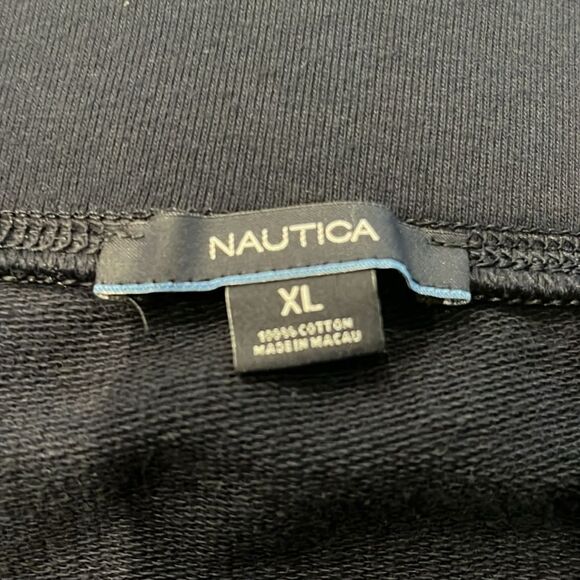 NAUTICA
XL
100% COTTON
MADE IN MACAU